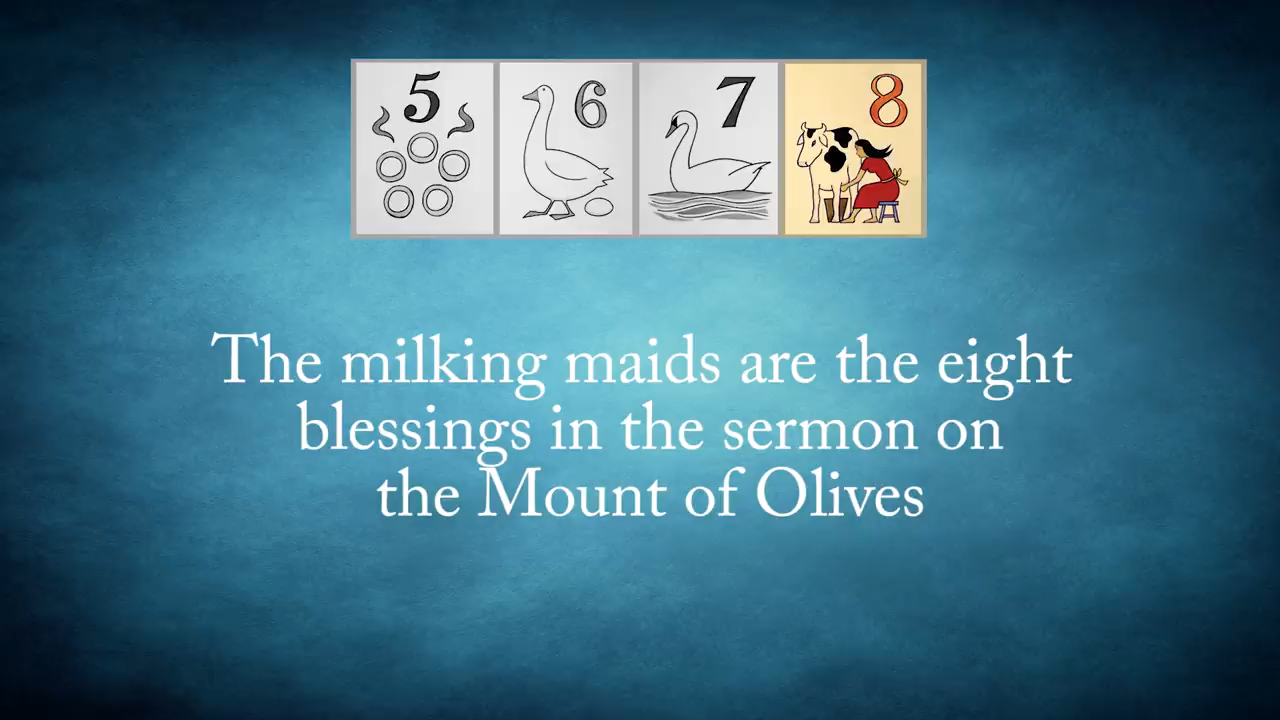 5 6 7 8
The milking maids are the eight
blessings in the sermon on
the Mount of Olives